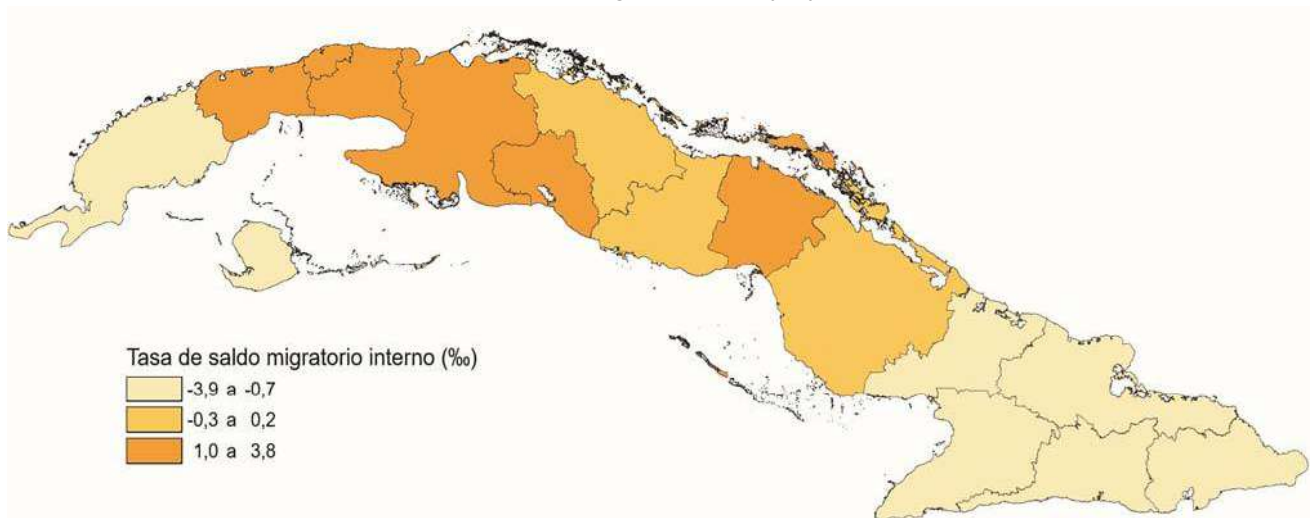 Tasa de saldo migratorio interno (‰)
-3,9 a -0,7
-0,3 a 0,2
1,0 a 3,8